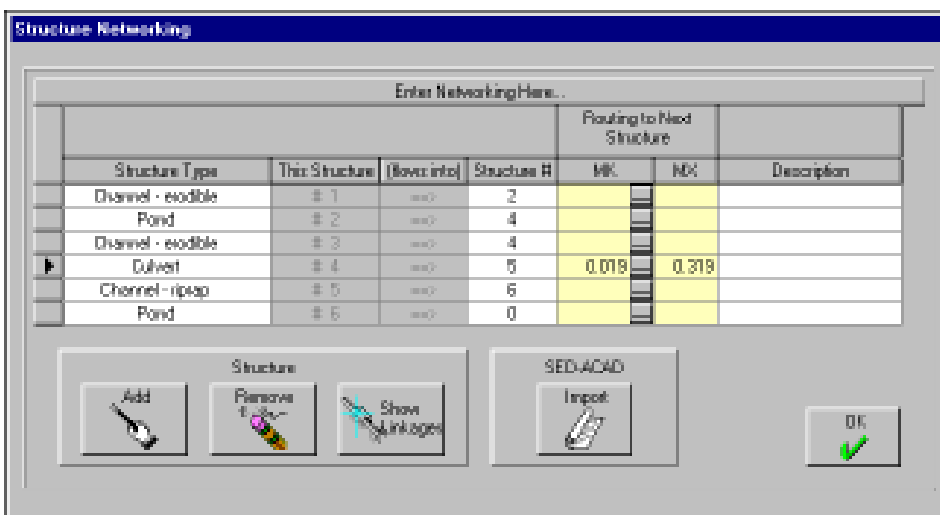 Structure Networking
Enter Networking Here...
Routing to Next
Structure
Structure Type This Structure (flows into) Structure # MK MX Description
Channel - erodible # 1 ==> 2
Pond # 2 ==> 4
Channel - erodible # 3 ==> 4
Culvert # 4 ==> 5 0.019 0.319
Channel - riprap # 5 ==> 6
Pond # 6 ==> 0
Structure
Add
Remove
Show
Linkages
SED-ACAD
Import
OK